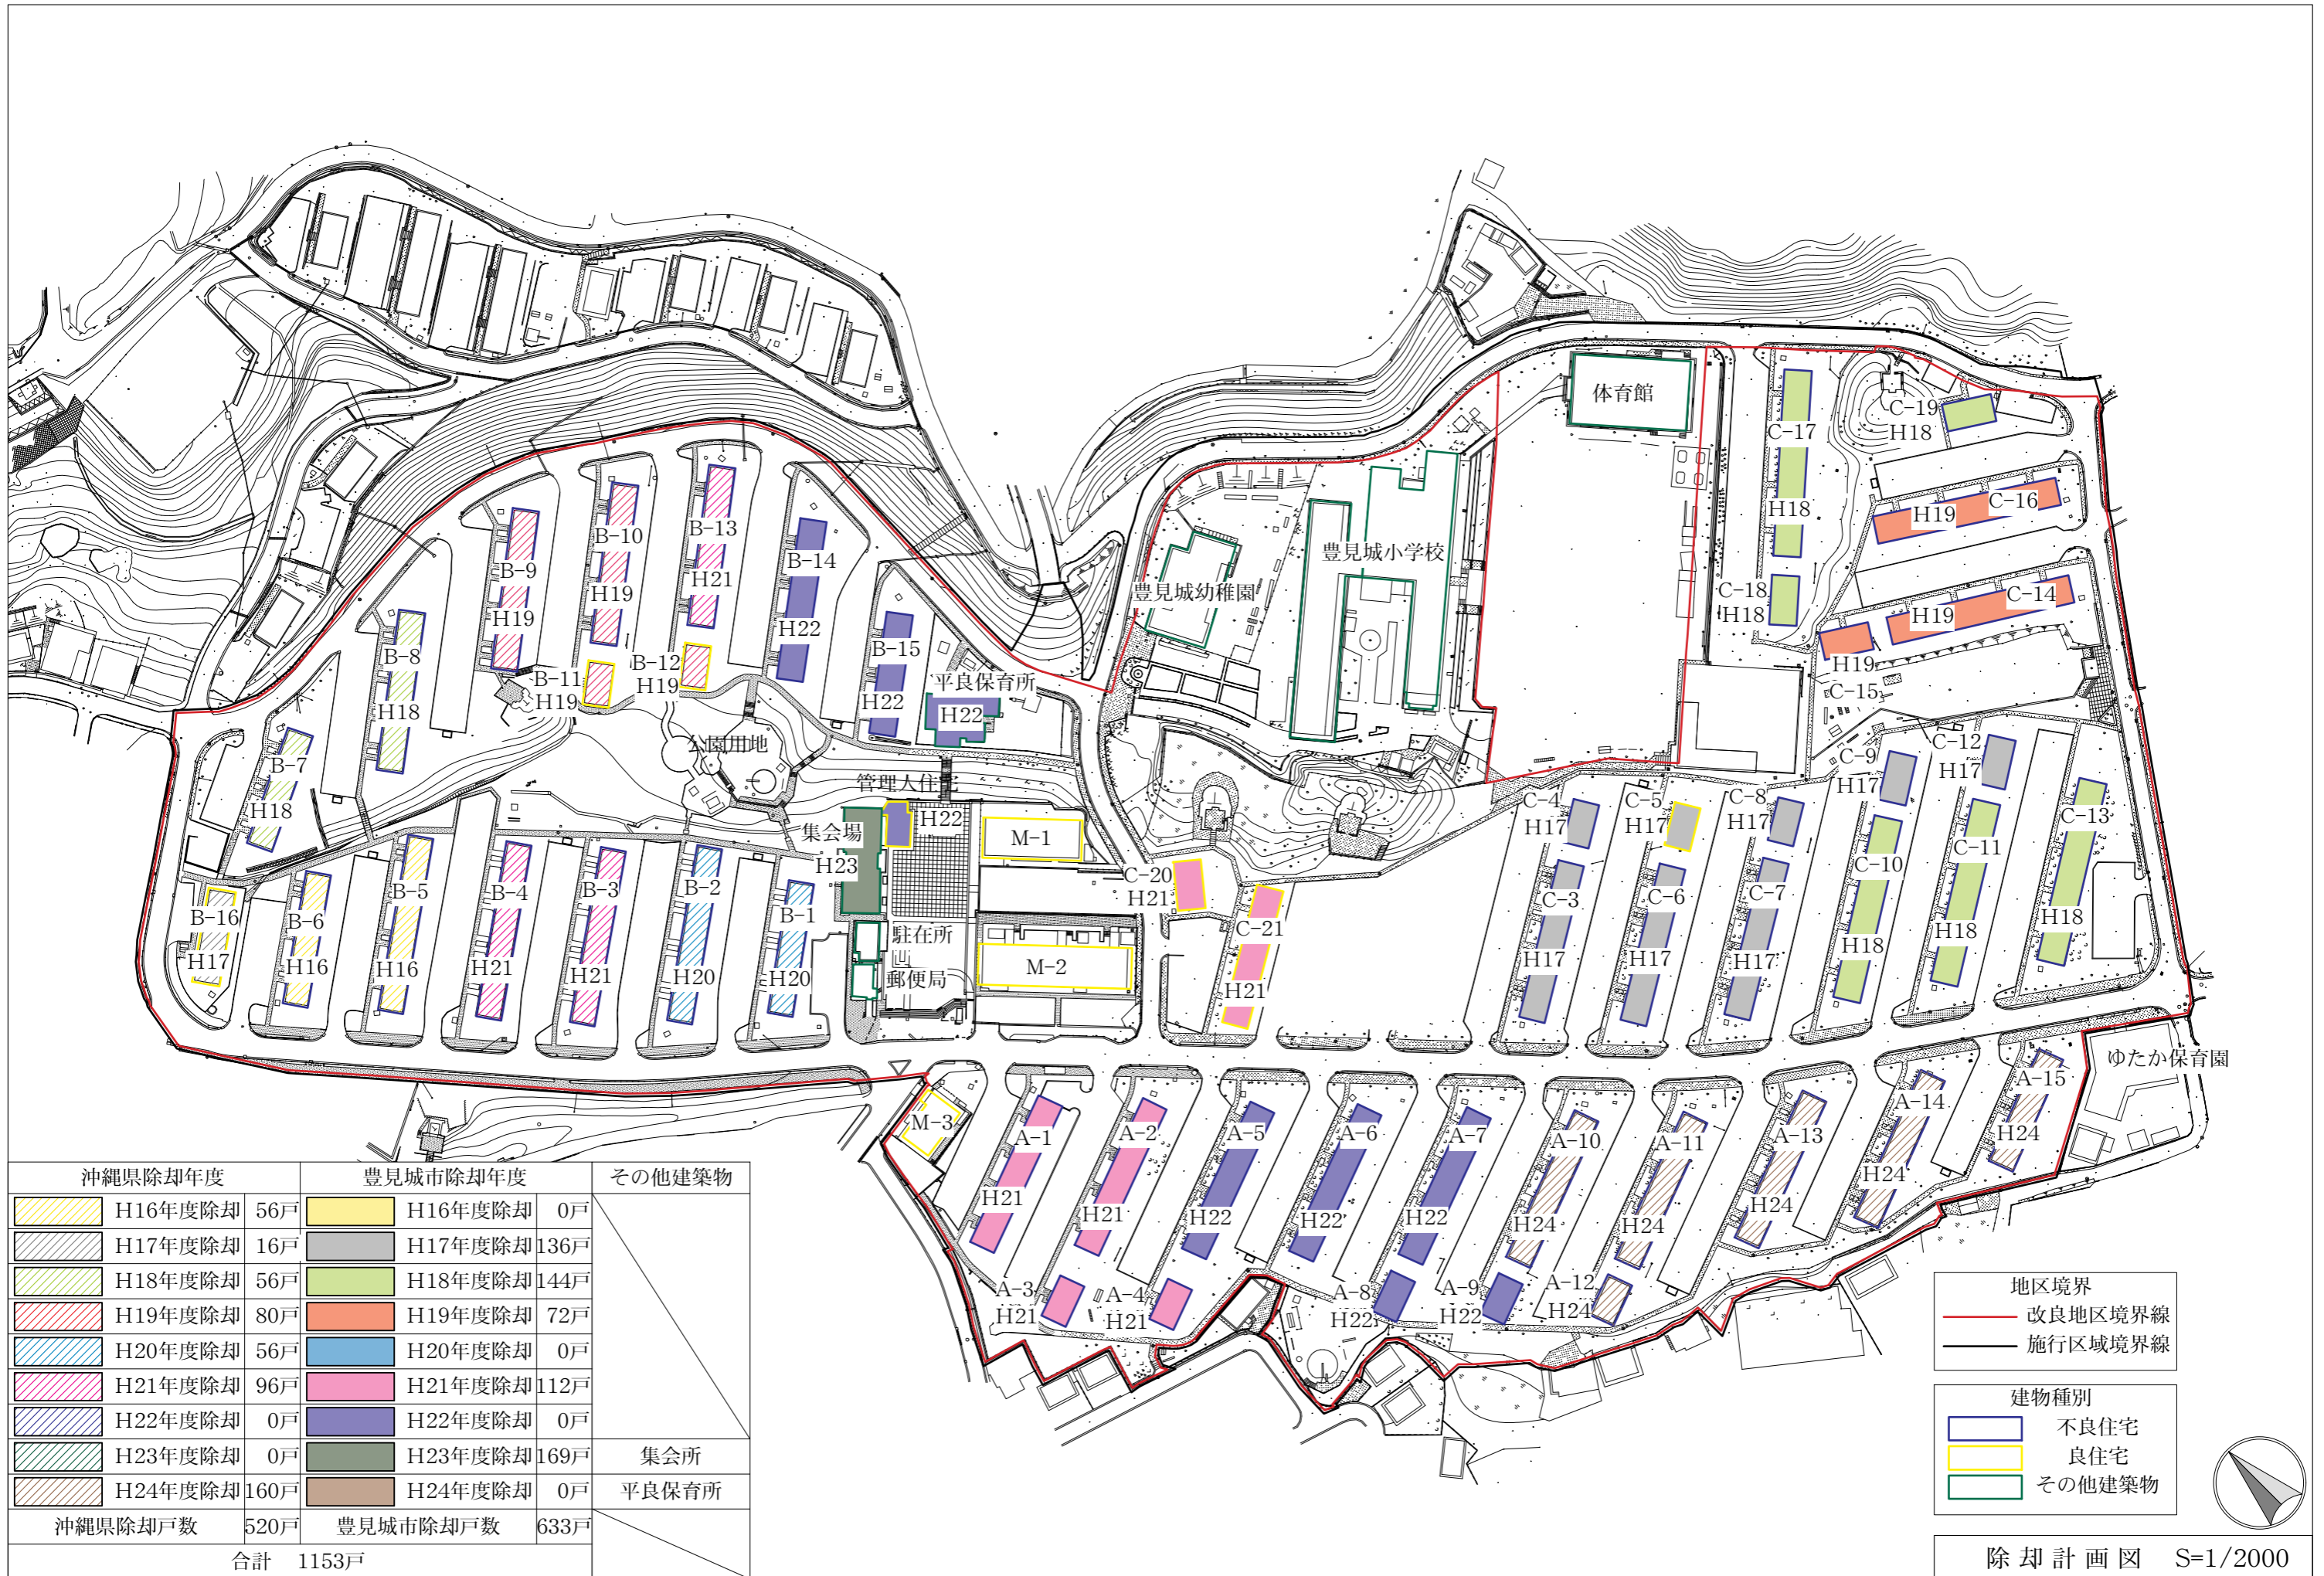 体育館
C-19
H18
C-17
H18
C-16
H19
C-18
H18
C-14
H19
H19
C-15
豊見城小学校
豊見城幼稚園
B-13
H21
B-10
H19
B-9
H19
B-14
H22
B-8
H18
B-15
H22
B-12
H19
B-11
H19
平良保育所
H22
公園用地
B-7
H18
管理人住宅
H22
集会場
H23
M-1
C-4
H17
C-5
H17
C-8
H17
C-9
H17
C-12
H17
C-13
H18
C-10
H18
C-11
H18
C-3
H17
C-6
H17
C-7
H17
C-20
H21
C-21
H21
B-16
H17
B-6
H16
B-5
H16
B-4
H21
B-3
H21
B-2
H20
B-1
H20
駐在所
郵便局
M-2
M-3
ゆたか保育園
A-1
H21
A-2
H21
A-5
H22
A-6
H22
A-7
H22
A-10
H24
A-11
H24
A-13
H24
A-14
H24
A-15
H24
A-3
H21
A-4
H21
A-8
H22
A-9
H22
A-12
H24
沖縄県除却年度 豊見城市除却年度 その他建築物
H16年度除却 56戸 H16年度除却 0戸
H17年度除却 16戸 H17年度除却 136戸
H18年度除却 56戸 H18年度除却 144戸
H19年度除却 80戸 H19年度除却 72戸
H20年度除却 56戸 H20年度除却 0戸
H21年度除却 96戸 H21年度除却 112戸
H22年度除却 0戸 H22年度除却 0戸
H23年度除却 0戸 H23年度除却 169戸 集会所
H24年度除却 160戸 H24年度除却 0戸 平良保育所
沖縄県除却戸数 520戸 豊見城市除却戸数 633戸
合計 1153戸
地区境界
改良地区境界線
施行区域境界線
建物種別
不良住宅
良住宅
その他建築物
除却計画図 S=1/2000